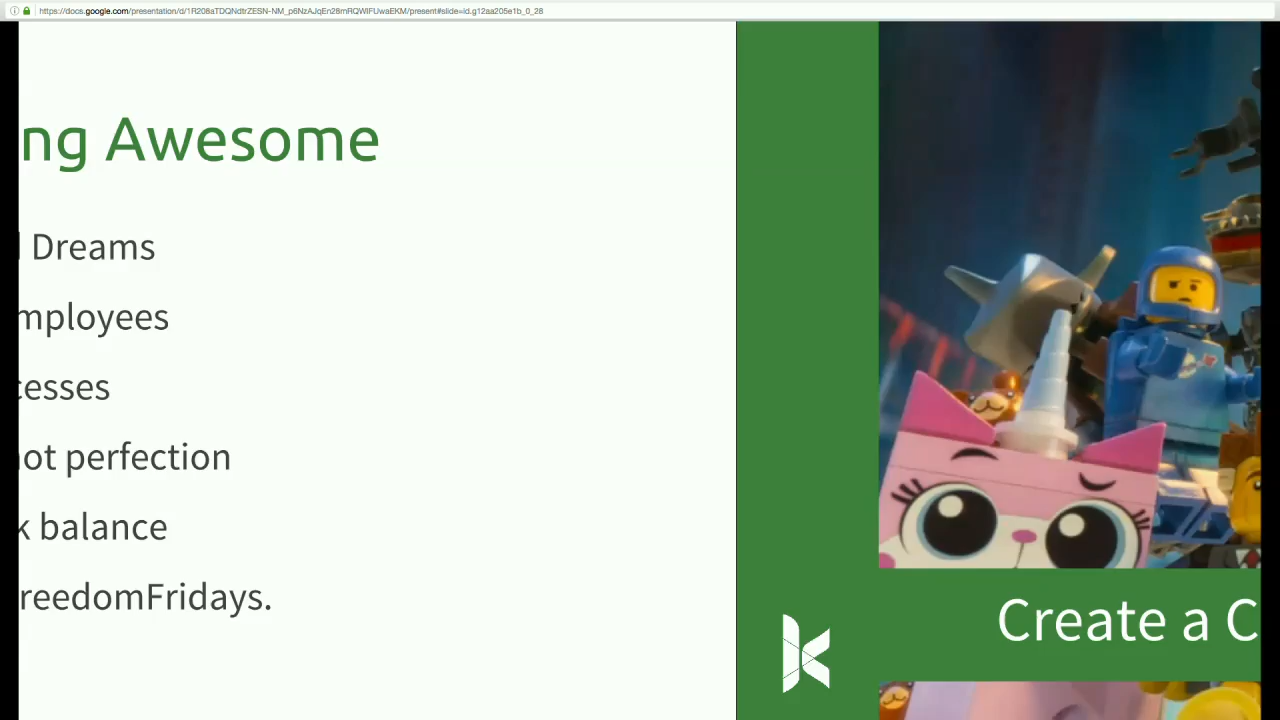 https://docs.google.com/presentation/d/1R208aTDQNdtrZESN-NM_p6NzAJqEn28mRQWIFUwaEKM/present#slide=id.g12aa205e1b_0_28
ng Awesome
Dreams
mployees
cesses
not perfection
k balance
reedomFridays.
Create a C